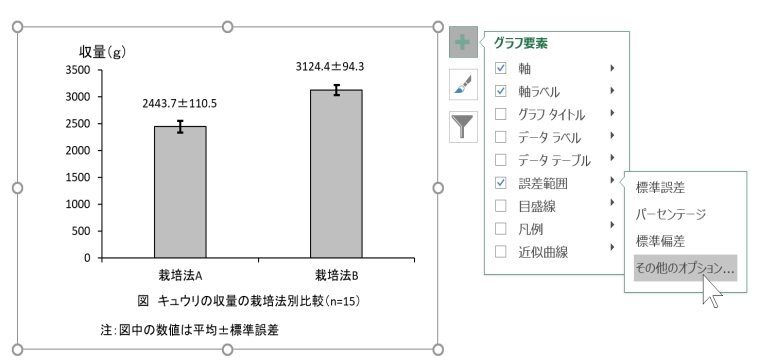 収量(g)
3500
3000
2500
2000
1500
1000
500
0
2443.7±110.5
3124.4±94.3
栽培法A
栽培法B
図 キュウリの収量の栽培法別比較(n=15)
注:図中の数値は平均±標準誤差
グラフ要素
軸
軸ラベル
グラフ タイトル
データ ラベル
データ テーブル
誤差範囲
目盛線
凡例
近似曲線
標準誤差
パーセンテージ
標準偏差
その他のオプション...